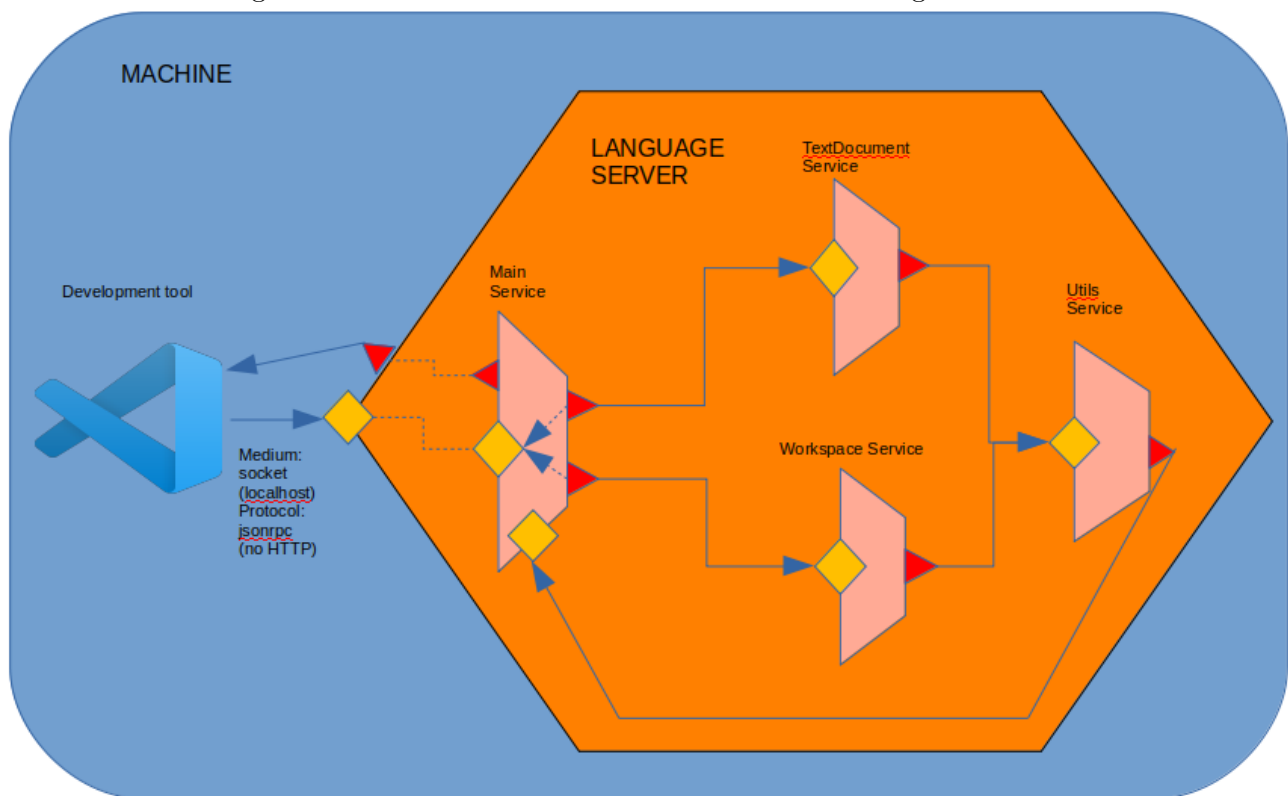 MACHINE
LANGUAGE
SERVER
TextDocument
Service
Main
Service
Development tool
Utils
Service
Medium:
socket
(localhost)
Protocol:
jsonrpc
(no HTTP)
Workspace Service